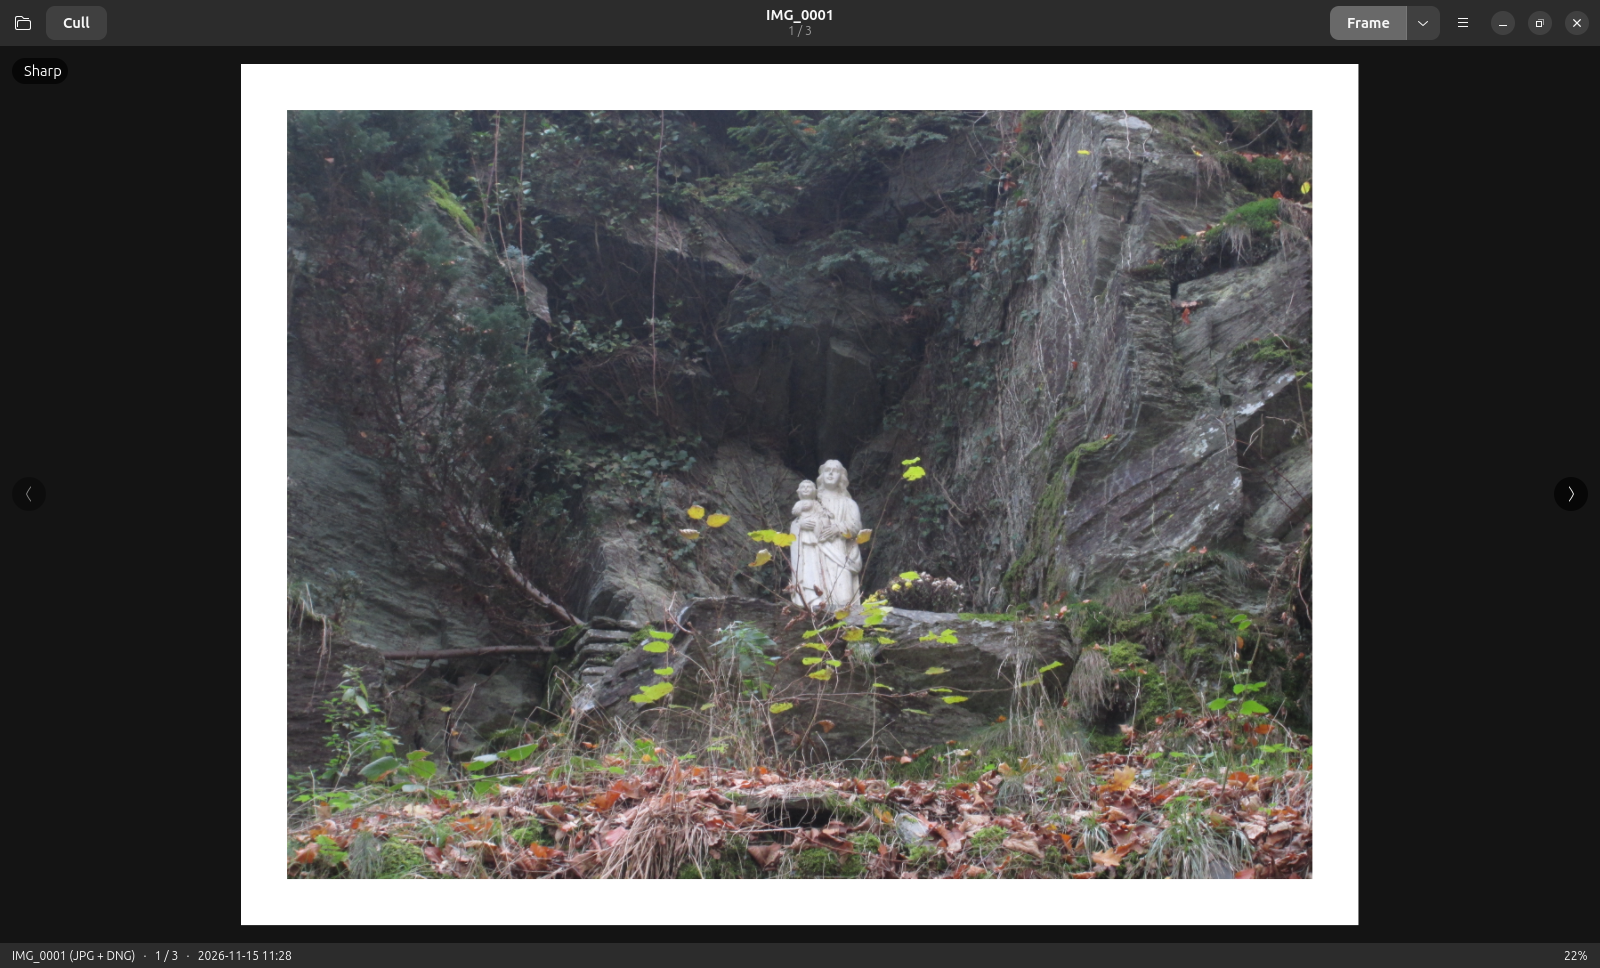 Cull
IMG_0001
1 / 3
Frame
Sharp
IMG_0001 (JPG + DNG) · 1 / 3 · 2026-11-15 11:28
22%